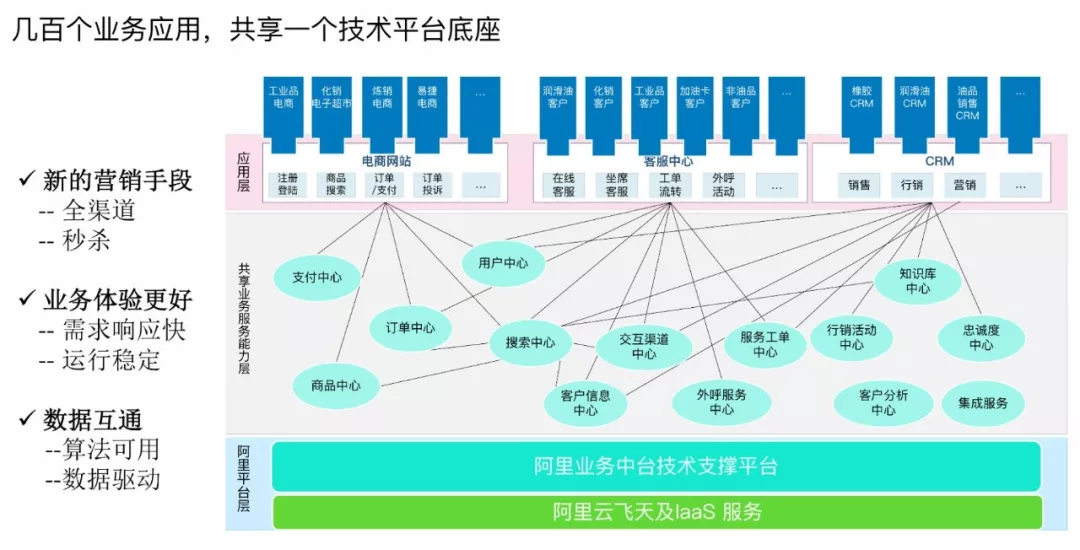 几百个业务应用，共享一个技术平台底座
✓ 新的营销手段
-- 全渠道
-- 秒杀
✓ 业务体验更好
-- 需求响应快
-- 运行稳定
✓ 数据互通
--算法可用
--数据驱动
工业品
电商
化销
电子超市
炼销
电商
易捷
电商
...
润滑油
客户
化销
客户
工业品
客户
加油卡
客户
非油品
客户
...
橡胶
CRM
润滑油
CRM
油品
销售
CRM
...
应用层
电商网站
注册
登陆
商品
搜索
订单
/支付
订单
投诉
...
客服中心
在线
客服
坐席
客服
工单
流转
外呼
活动
...
CRM
销售
行销
营销
...
共享业务服务能力层
支付中心
用户中心
知识库
中心
订单中心
搜索中心
交互渠道
中心
服务工单
中心
行销活动
中心
忠诚度
中心
商品中心
客户信息
中心
外呼服务
中心
客户分析
中心
集成服务
阿里平台层
阿里业务中台技术支撑平台
阿里云飞天及IaaS 服务